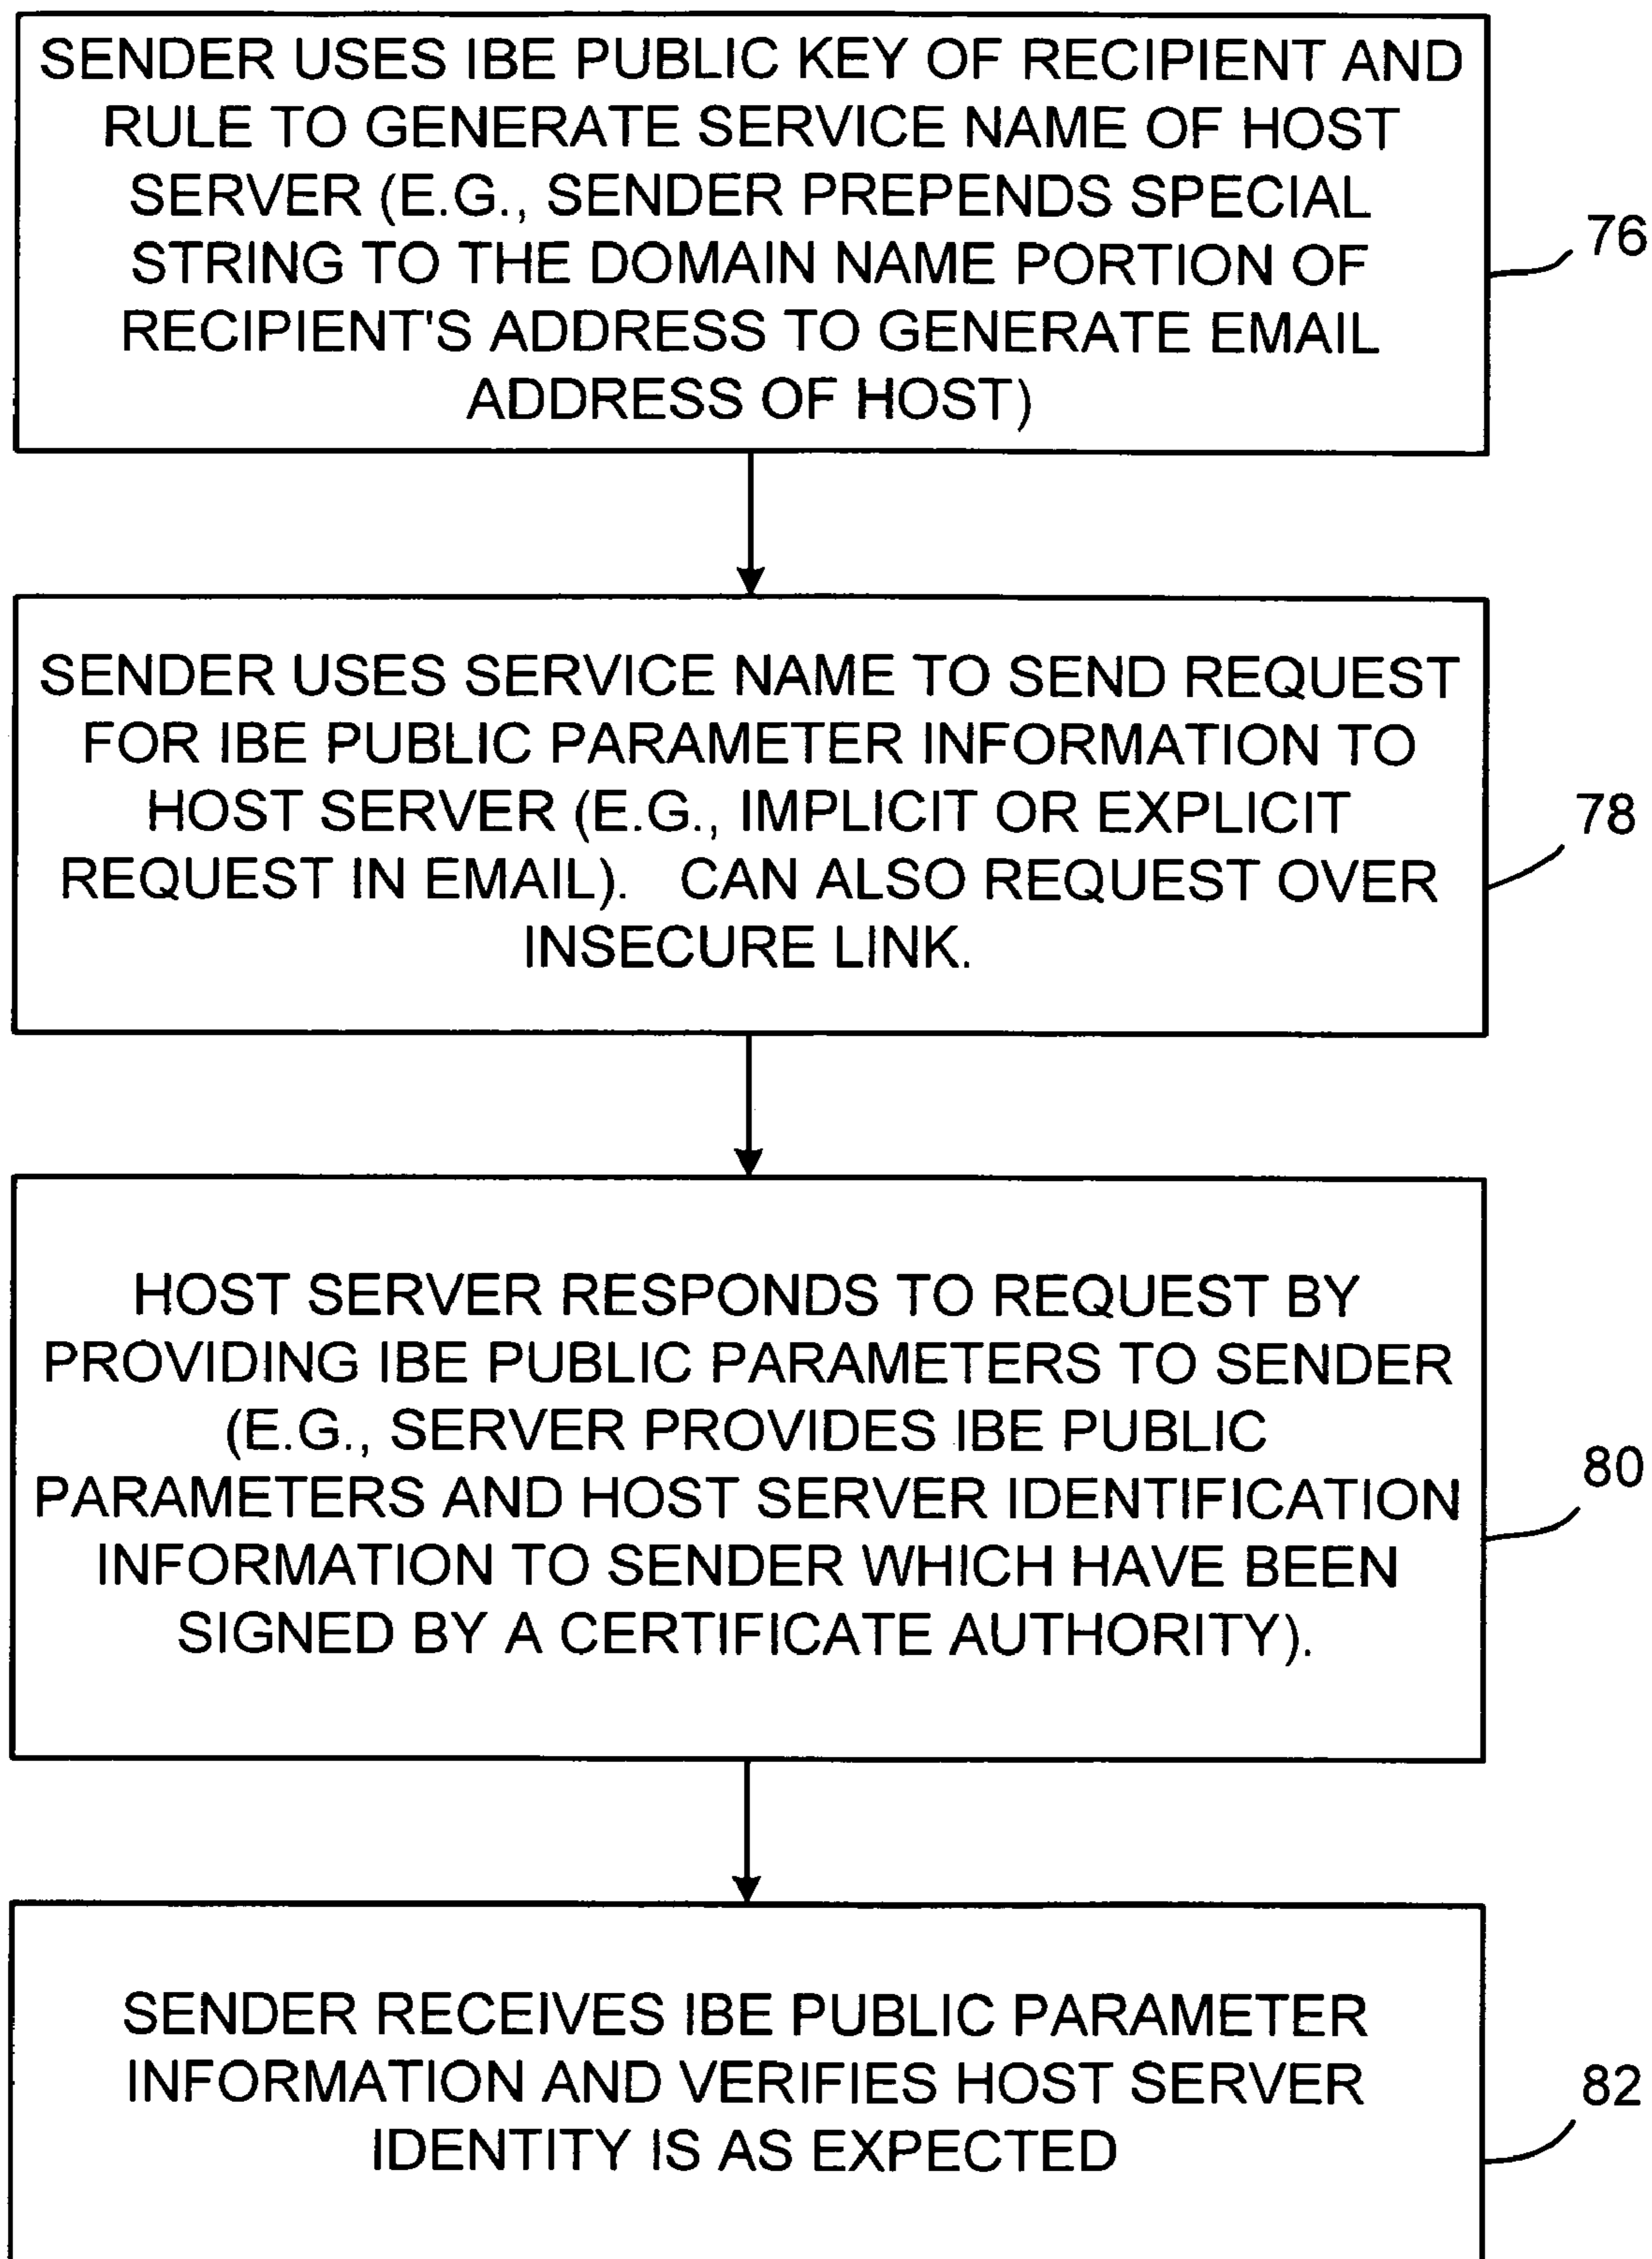 SENDER USES IBE PUBLIC KEY OF RECIPIENT AND
RULE TO GENERATE SERVICE NAME OF HOST
SERVER (E.G., SENDER PREPENDS SPECIAL
STRING TO THE DOMAIN NAME PORTION OF
RECIPIENT'S ADDRESS TO GENERATE EMAIL
ADDRESS OF HOST)
76
SENDER USES SERVICE NAME TO SEND REQUEST
FOR IBE PUBLIC PARAMETER INFORMATION TO
HOST SERVER (E.G., IMPLICIT OR EXPLICIT
REQUEST IN EMAIL). CAN ALSO REQUEST OVER
INSECURE LINK.
78
HOST SERVER RESPONDS TO REQUEST BY
PROVIDING IBE PUBLIC PARAMETERS TO SENDER
(E.G., SERVER PROVIDES IBE PUBLIC
PARAMETERS AND HOST SERVER IDENTIFICATION
INFORMATION TO SENDER WHICH HAVE BEEN
SIGNED BY A CERTIFICATE AUTHORITY).
80
SENDER RECEIVES IBE PUBLIC PARAMETER
INFORMATION AND VERIFIES HOST SERVER
IDENTITY IS AS EXPECTED
82